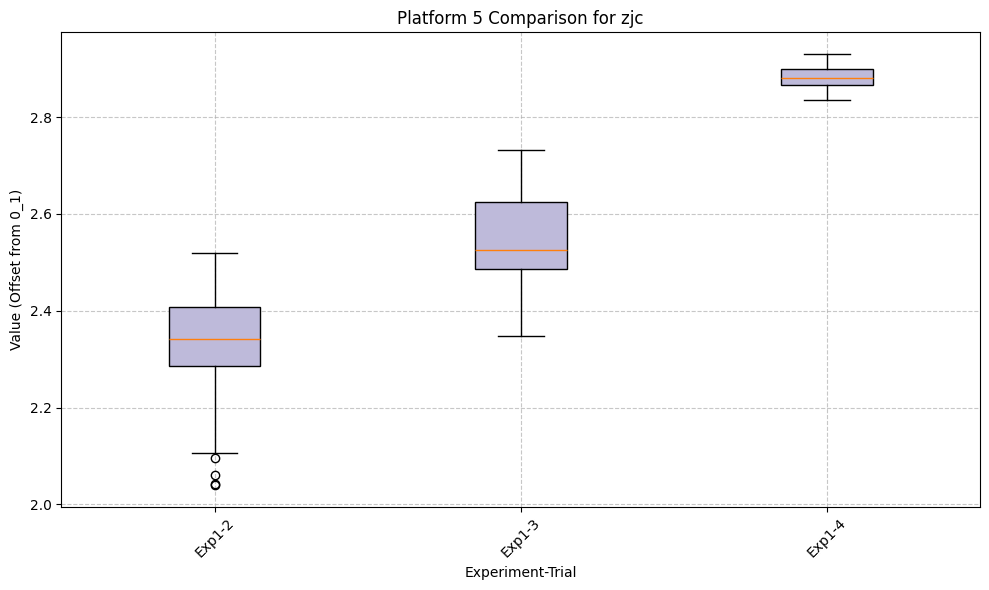 Platform 5 Comparison for zjc
Value (Offset from 0_1)
2.8
2.6
2.4
2.2
2.0
Exp1-2
Exp1-3
Exp1-4
Experiment-Trial